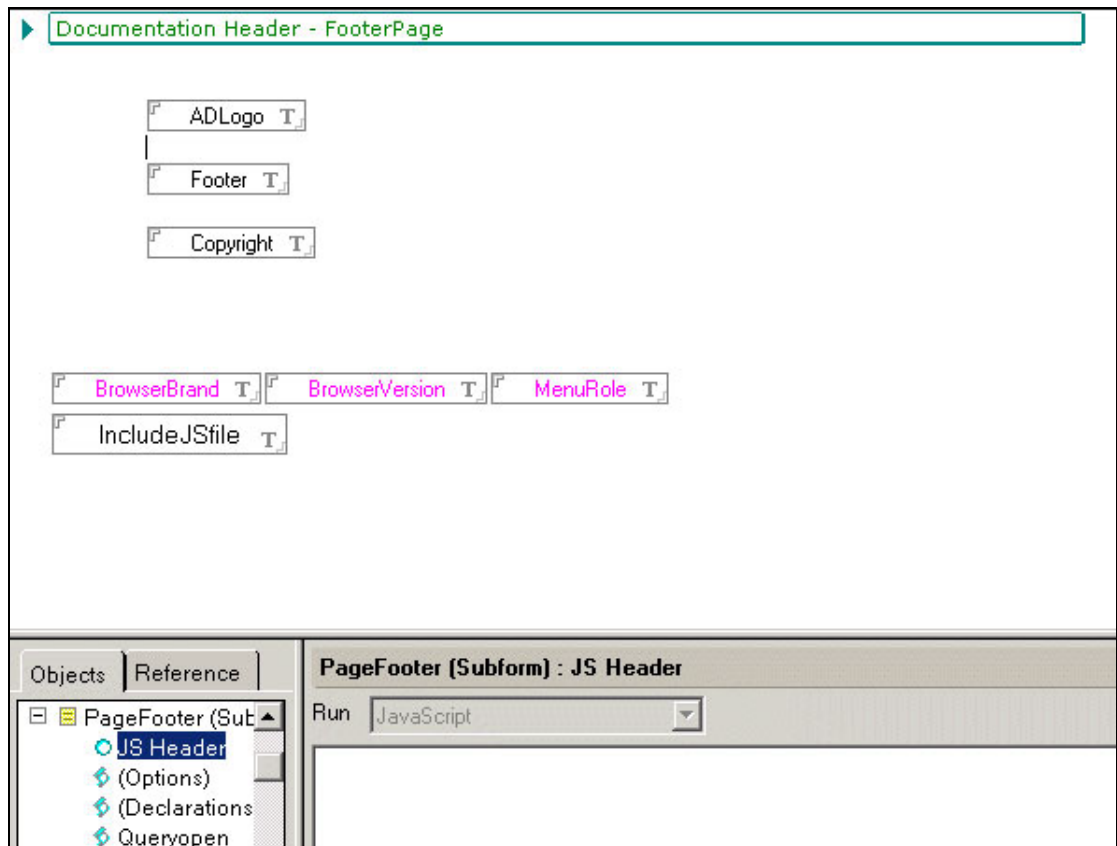 Documentation Header - FooterPage
ADLogo T
Footer T
Copyright T
BrowserBrand T BrowserVersion T MenuRole T
IncludeJSfile T
Objects Reference
PageFooter (Subform) : JS Header
PageFooter (Sub
Run JavaScript
JS Header
(Options)
(Declarations
Queryopen